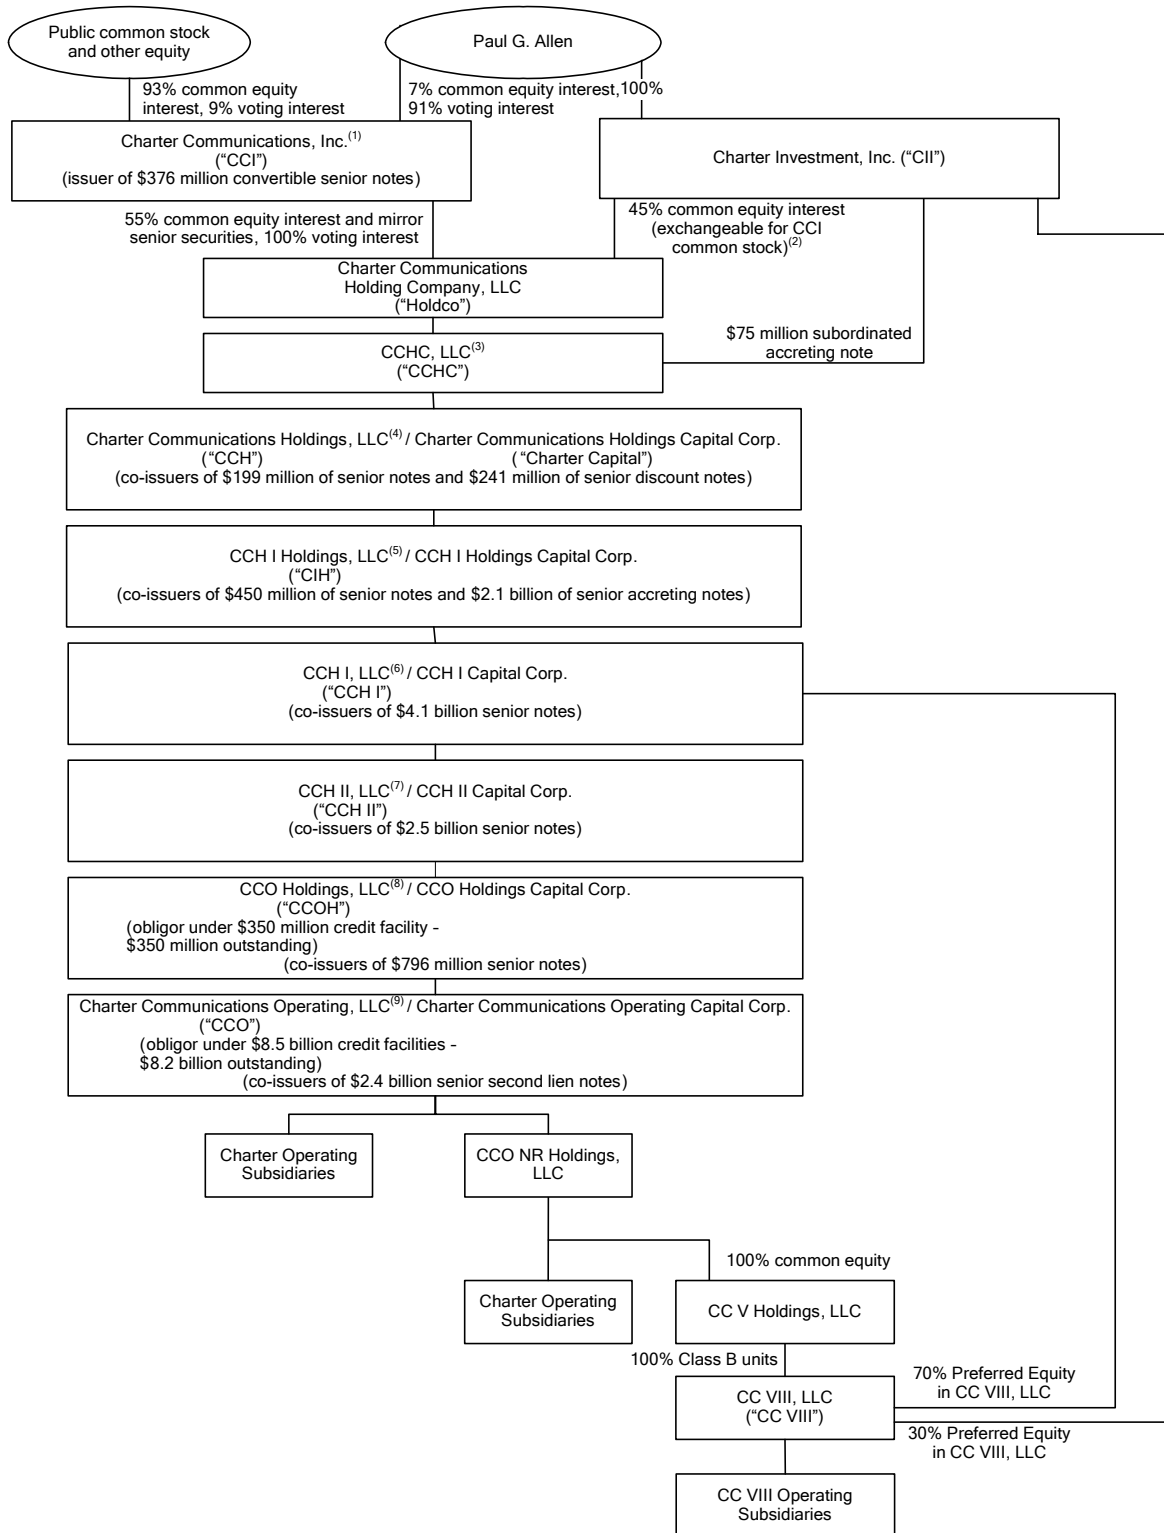 Public common stock
and other equity
Paul G. Allen
93% common equity
interest, 9% voting interest
7% common equity interest,
91% voting interest
100%
Charter Communications, Inc.(1)
(“CCI”)
(issuer of $376 million convertible senior notes)
Charter Investment, Inc. (“CII”)
55% common equity interest and mirror
senior securities, 100% voting interest
45% common equity interest
(exchangeable for CCI
common stock)(2)
Charter Communications
Holding Company, LLC
(“Holdco”)
$75 million subordinated
accreting note
CCHC, LLC(3)
(“CCHC”)
Charter Communications Holdings, LLC(4) / Charter Communications Holdings Capital Corp.
(“CCH”) (“Charter Capital”)
(co-issuers of $199 million of senior notes and $241 million of senior discount notes)
CCH I Holdings, LLC(5) / CCH I Holdings Capital Corp.
(“CIH”)
(co-issuers of $450 million of senior notes and $2.1 billion of senior accreting notes)
CCH I, LLC(6) / CCH I Capital Corp.
(“CCH I”)
(co-issuers of $4.1 billion senior notes)
CCH II, LLC(7) / CCH II Capital Corp.
(“CCH II”)
(co-issuers of $2.5 billion senior notes)
CCO Holdings, LLC(8) / CCO Holdings Capital Corp.
(“CCOH”)
(obligor under $350 million credit facility –
$350 million outstanding)
(co-issuers of $796 million senior notes)
Charter Communications Operating, LLC(9) / Charter Communications Operating Capital Corp.
(“CCO”)
(obligor under $8.5 billion credit facilities –
$8.2 billion outstanding)
(co-issuers of $2.4 billion senior second lien notes)
Charter Operating
Subsidiaries
CCO NR Holdings,
LLC
100% common equity
Charter Operating
Subsidiaries
CC V Holdings, LLC
100% Class B units
70% Preferred Equity
in CC VIII, LLC
CC VIII, LLC
(“CC VIII”)
30% Preferred Equity
in CC VIII, LLC
CC VIII Operating
Subsidiaries